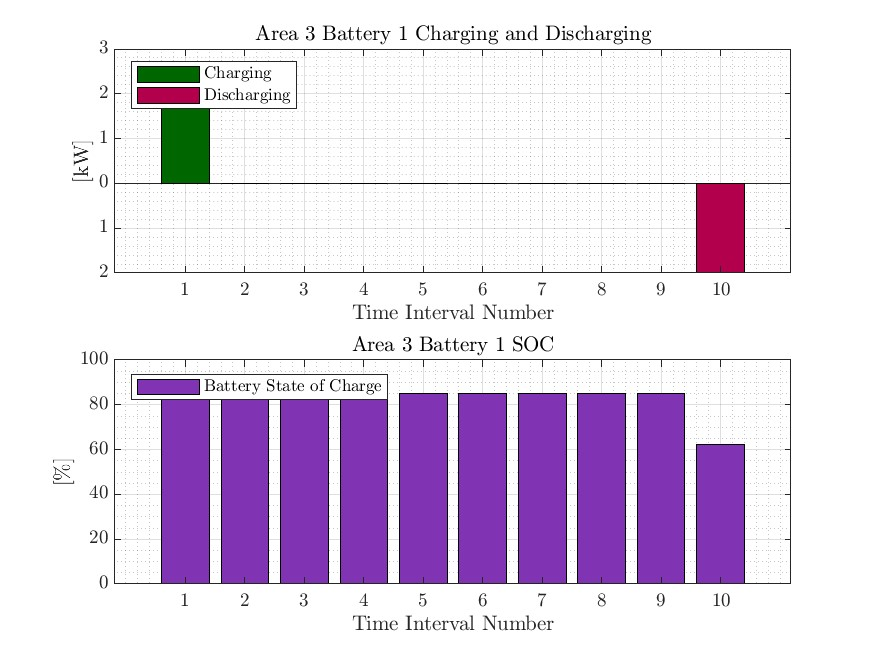 Area 3 Battery 1 Charging and Discharging
3
2
1
0
1
2
[kW]
Charging
Discharging
1 2 3 4 5 6 7 8 9 10
Time Interval Number
Area 3 Battery 1 SOC
100
80
60
40
20
0
[%]
Battery State of Charge
1 2 3 4 5 6 7 8 9 10
Time Interval Number